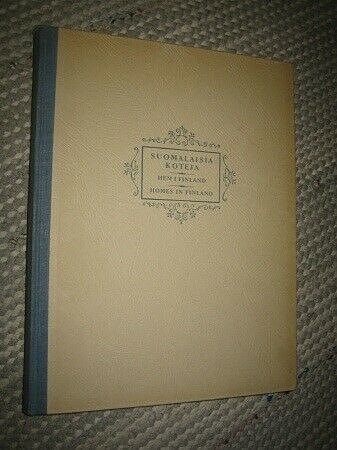 SUOMALAISIA
KOTEJA
HEM I FINLAND
HOMES IN FINLAND